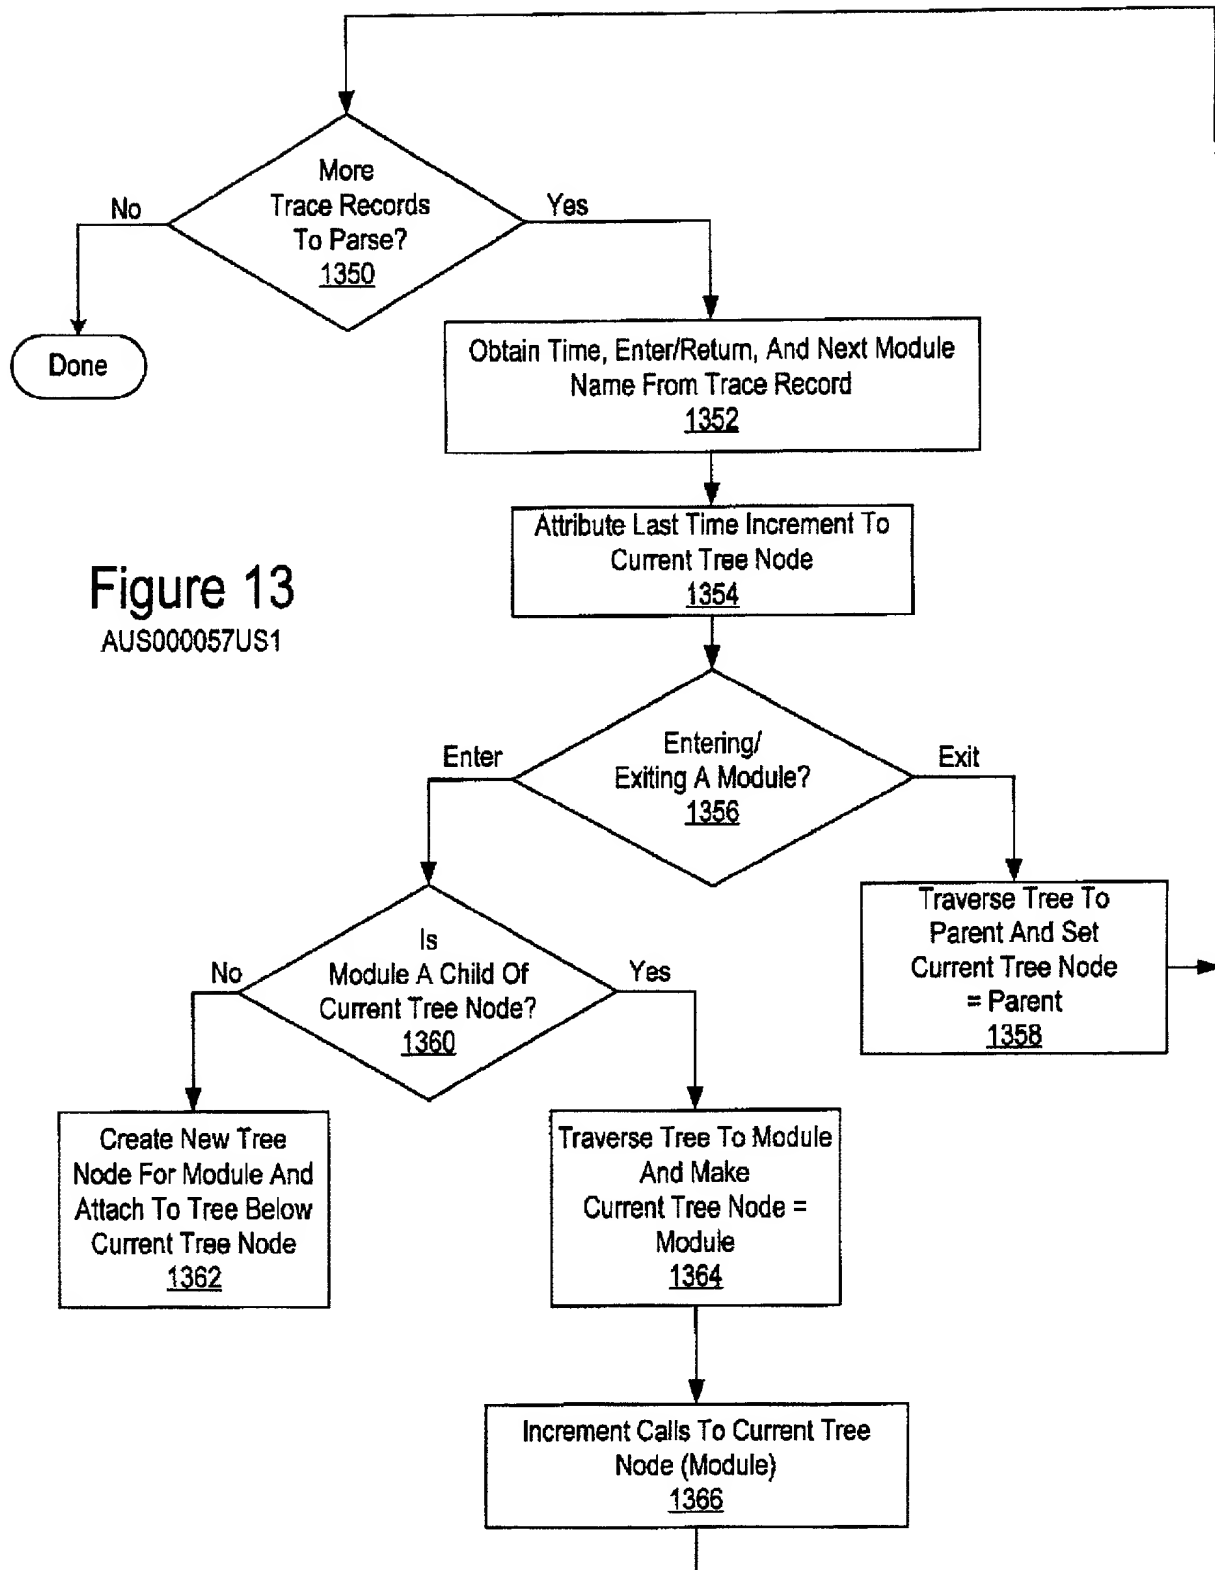 More
Trace Records
To Parse?
1350
No
Yes
Done
Obtain Time, Enter/Return, And Next Module
Name From Trace Record
1352
Attribute Last Time Increment To
Current Tree Node
1354
Figure 13
AUS000057US1
Entering/
Exiting A Module?
1356
Enter
Exit
Traverse Tree To
Parent And Set
Current Tree Node
= Parent
1358
Is
Module A Child Of
Current Tree Node?
1360
No
Yes
Create New Tree
Node For Module And
Attach To Tree Below
Current Tree Node
1362
Traverse Tree To Module
And Make
Current Tree Node =
Module
1364
Increment Calls To Current Tree
Node (Module)
1366